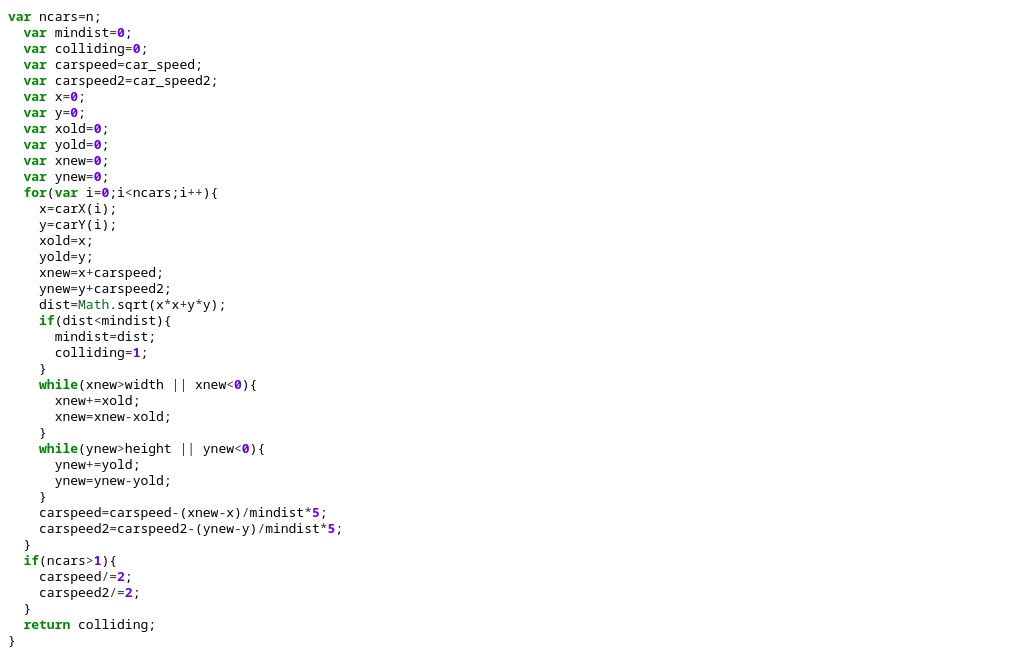 var ncars=n;
  var mindist=0;
  var colliding=0;
  var carspeed=car_speed;
  var carspeed2=car_speed2;
  var x=0;
  var y=0;
  var xold=0;
  var yold=0;
  var xnew=0;
  var ynew=0;
  for(var i=0;i<ncars;i++){
    x=carX(i);
    y=carY(i);
    xold=x;
    yold=y;
    xnew=x+carspeed;
    ynew=y+carspeed2;
    dist=Math.sqrt(x*x+y*y);
    if(dist<mindist){
      mindist=dist;
      colliding=1;
    }
    while(xnew>width || xnew<0){
      xnew+=xold;
      xnew=xnew-xold;
    }
    while(ynew>height || ynew<0){
      ynew+=yold;
      ynew=ynew-yold;
    }
    carspeed=carspeed-(xnew-x)/mindist*5;
    carspeed2=carspeed2-(ynew-y)/mindist*5;
  }
  if(ncars>1){
    carspeed/=2;
    carspeed2/=2;
  }
  return colliding;
}